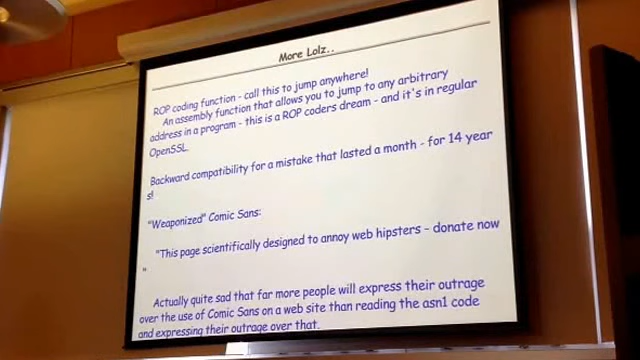 More Lolz..
ROP coding function - call this to jump anywhere!
An assembly function that allows you to jump to any arbitrary
address in a program - this is a ROP coders dream - and it's in regular
OpenSSL.
Backward compatibility for a mistake that lasted a month - for 14 year
s!
"Weaponized" Comic Sans:
"This page scientifically designed to annoy web hipsters - donate now
"
Actually quite sad that far more people will express their outrage
over the use of Comic Sans on a web site than reading the asn1 code
and expressing their outrage over that.